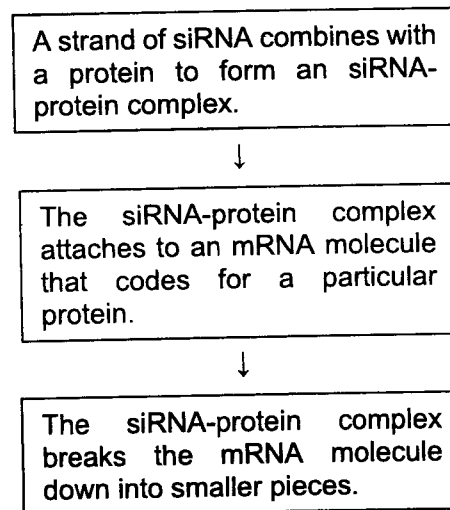 A strand of siRNA combines with
a protein to form an siRNA-
protein complex.
↓
The siRNA-protein complex
attaches to an mRNA molecule
that codes for a particular
protein.
↓
The siRNA-protein complex
breaks the mRNA molecule
down into smaller pieces.